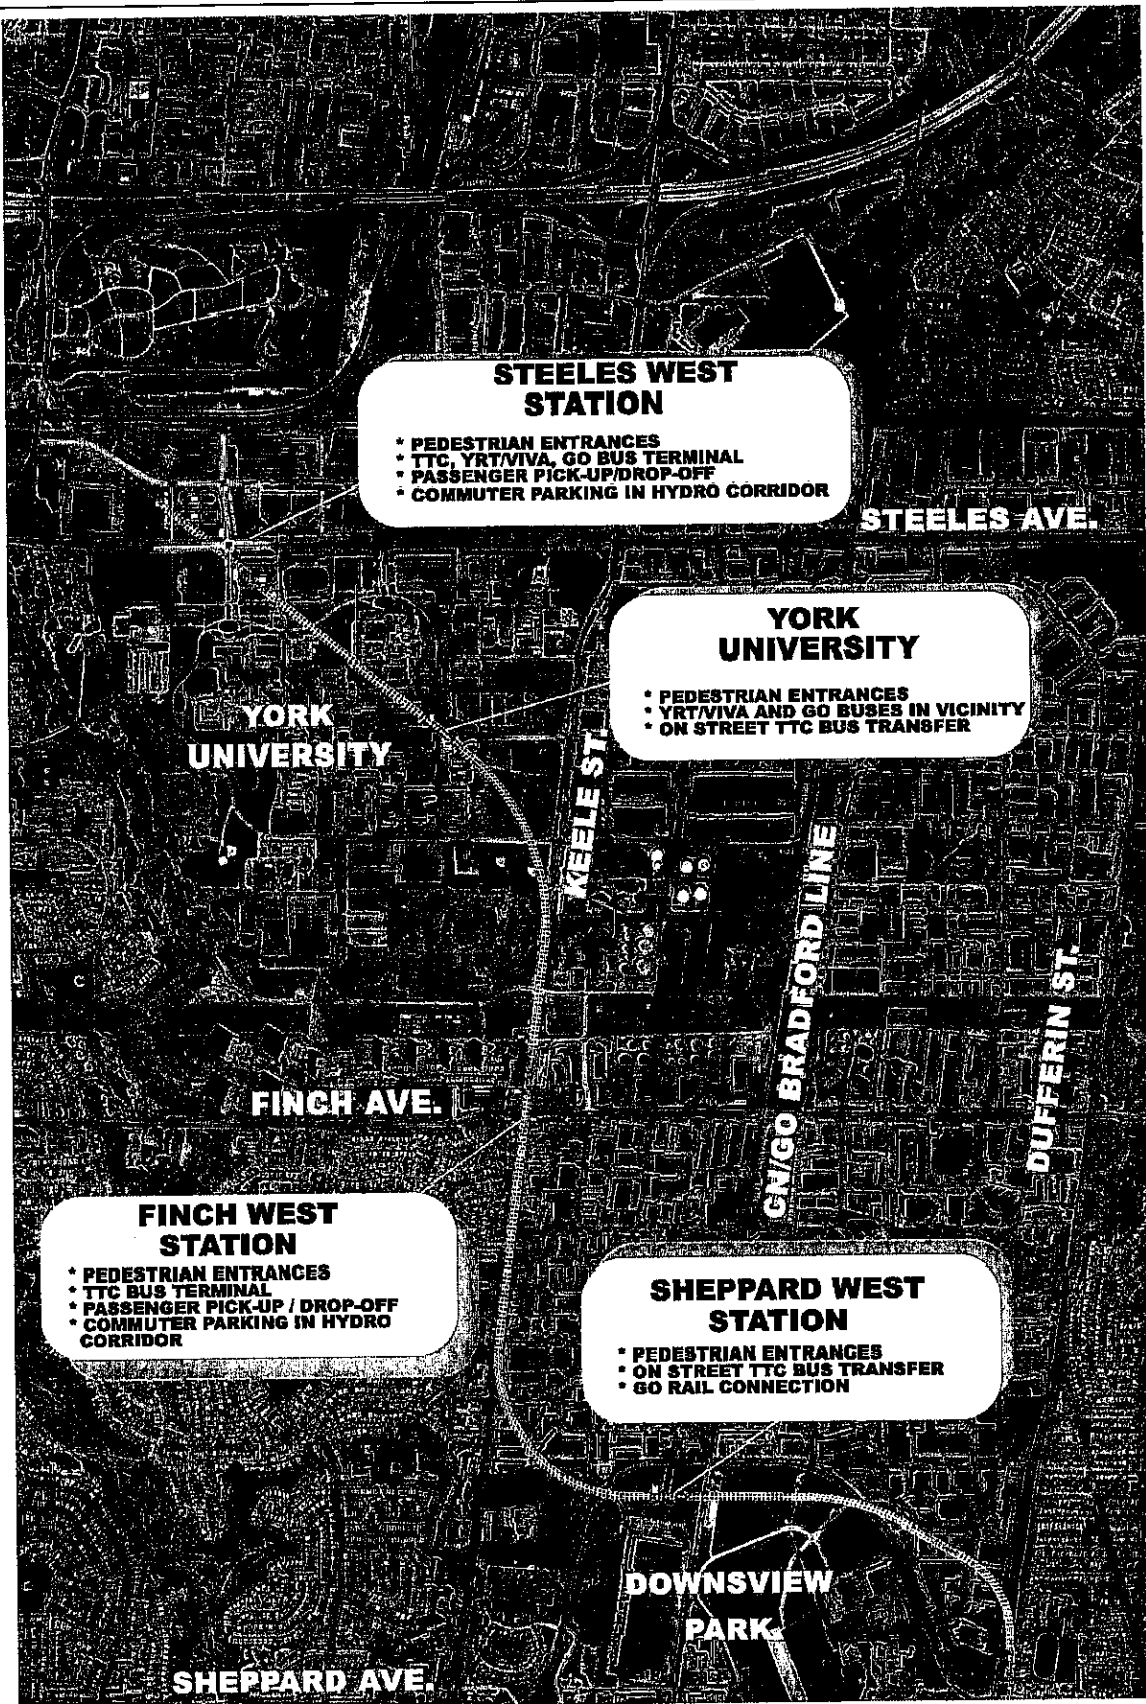 STEELES WEST
STATION
* PEDESTRIAN ENTRANCES
* TTC, YRT/VIVA, GO BUS TERMINAL
* PASSENGER PICK-UP/DROP-OFF
* COMMUTER PARKING IN HYDRO CORRIDOR
STEELES AVE.
YORK
UNIVERSITY
* PEDESTRIAN ENTRANCES
* YRT/VIVA AND GO BUSES IN VICINITY
* ON STREET TTC BUS TRANSFER
YORK
UNIVERSITY
KEELE ST.
CN/GO BRADFORD LINE
DUFFERIN ST.
FINCH AVE.
FINCH WEST
STATION
* PEDESTRIAN ENTRANCES
* TTC BUS TERMINAL
* PASSENGER PICK-UP / DROP-OFF
* COMMUTER PARKING IN HYDRO
CORRIDOR
SHEPPARD WEST
STATION
* PEDESTRIAN ENTRANCES
* ON STREET TTC BUS TRANSFER
* GO RAIL CONNECTION
DOWNSVIEW
PARK
SHEPPARD AVE.